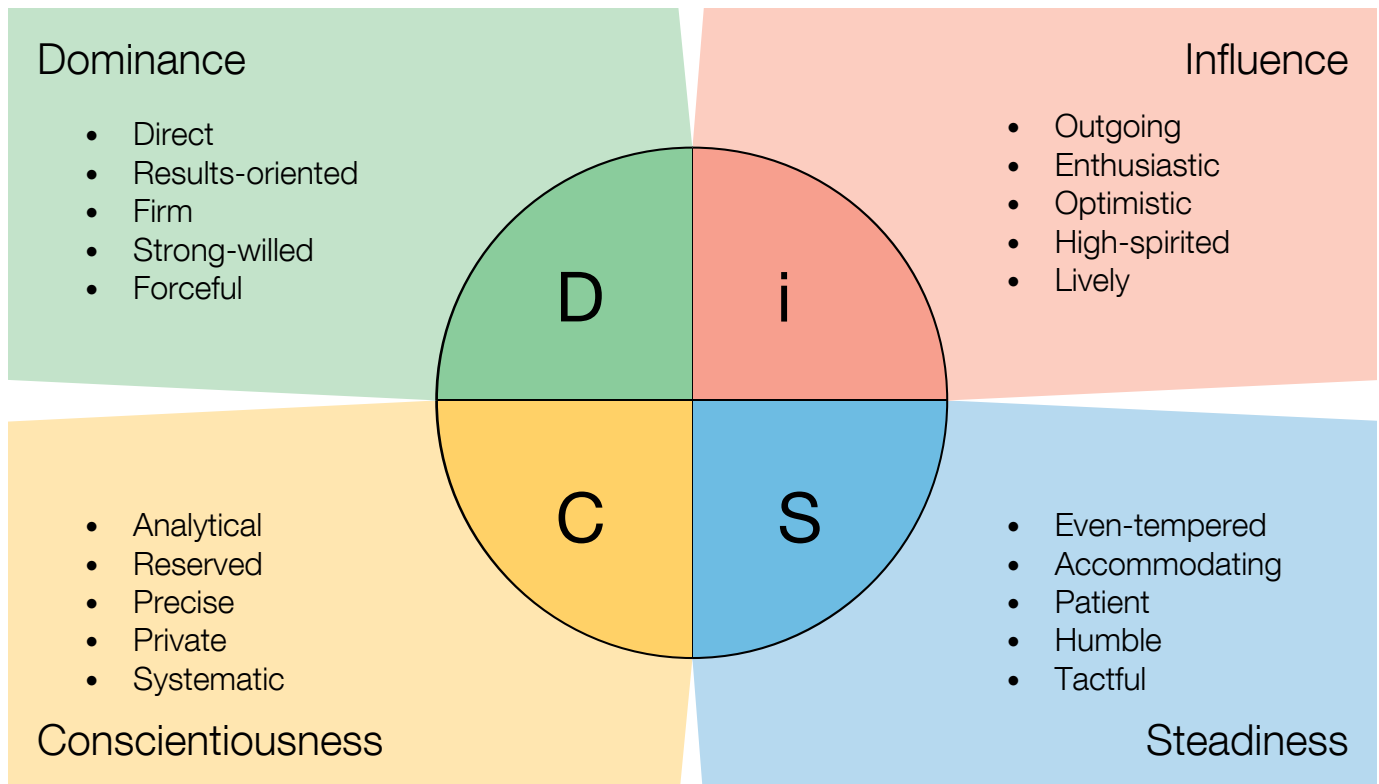 Dominance
• Direct
• Results-oriented
• Firm
• Strong-willed
• Forceful
Influence
• Outgoing
• Enthusiastic
• Optimistic
• High-spirited
• Lively
D
i
C
S
• Analytical
• Reserved
• Precise
• Private
• Systematic
Conscientiousness
• Even-tempered
• Accommodating
• Patient
• Humble
• Tactful
Steadiness